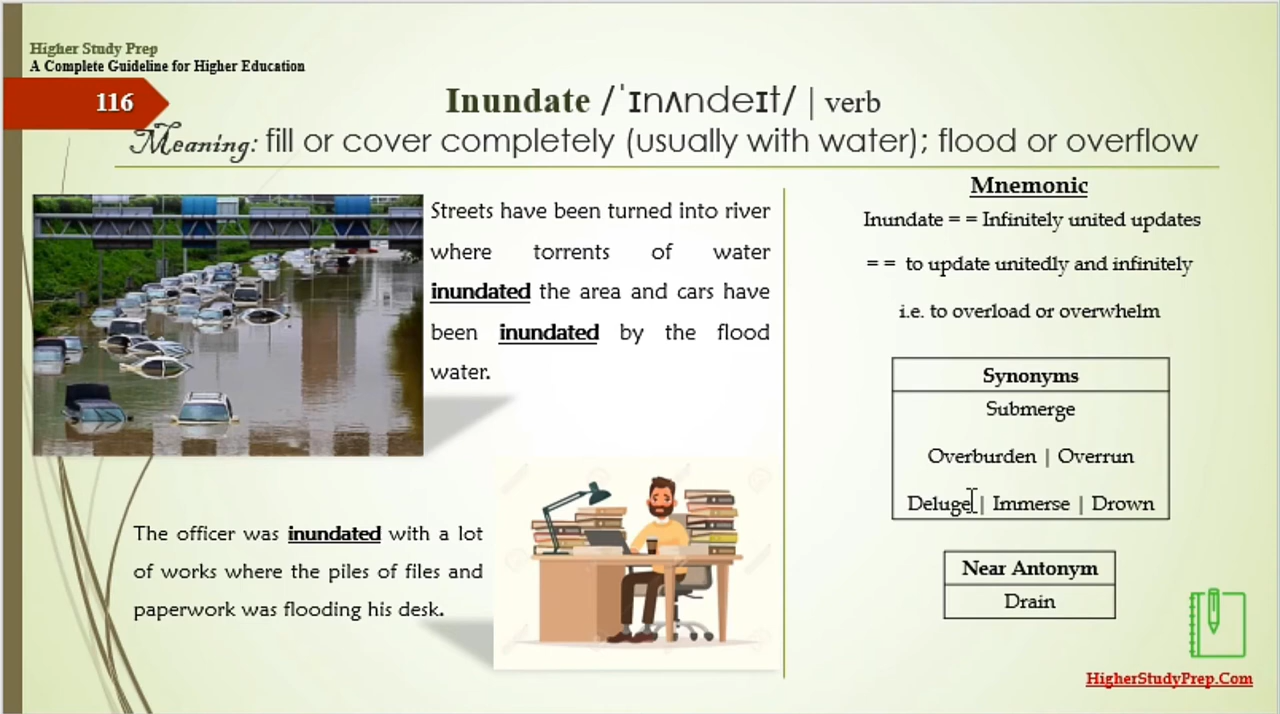 Higher Study Prep
A Complete Guideline for Higher Education
116
Inundate /ˈɪnʌndeɪt/ | verb
Meaning: fill or cover completely (usually with water); flood or overflow
Streets have been turned into river
where torrents of water
inundated the area and cars have
been inundated by the flood
water.
The officer was inundated with a lot
of works where the piles of files and
paperwork was flooding his desk.
Mnemonic
Inundate = = Infinitely united updates
= = to update unitedly and infinitely
i.e. to overload or overwhelm
Synonyms
Submerge
Overburden | Overrun
Deluge | Immerse | Drown
Near Antonym
Drain
HigherStudyPrep.Com